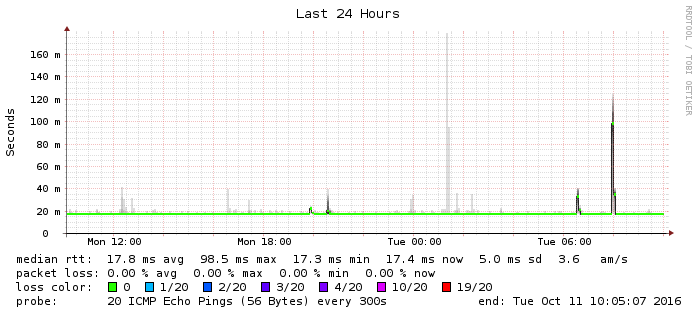 Last 24 Hours
RRDTOOL / TOBI OETIKER
Seconds
160 m
140 m
120 m
100 m
80 m
60 m
40 m
20 m
0
Mon 12:00 Mon 18:00 Tue 00:00 Tue 06:00
median rtt: 17.8 ms avg 98.5 ms max 17.3 ms min 17.4 ms now 5.0 ms sd 3.6 am/s
packet loss: 0.00 % avg 0.00 % max 0.00 % min 0.00 % now
loss color: 0 1/20 2/20 3/20 4/20 10/20 19/20
probe: 20 ICMP Echo Pings (56 Bytes) every 300s end: Tue Oct 11 10:05:07 2016